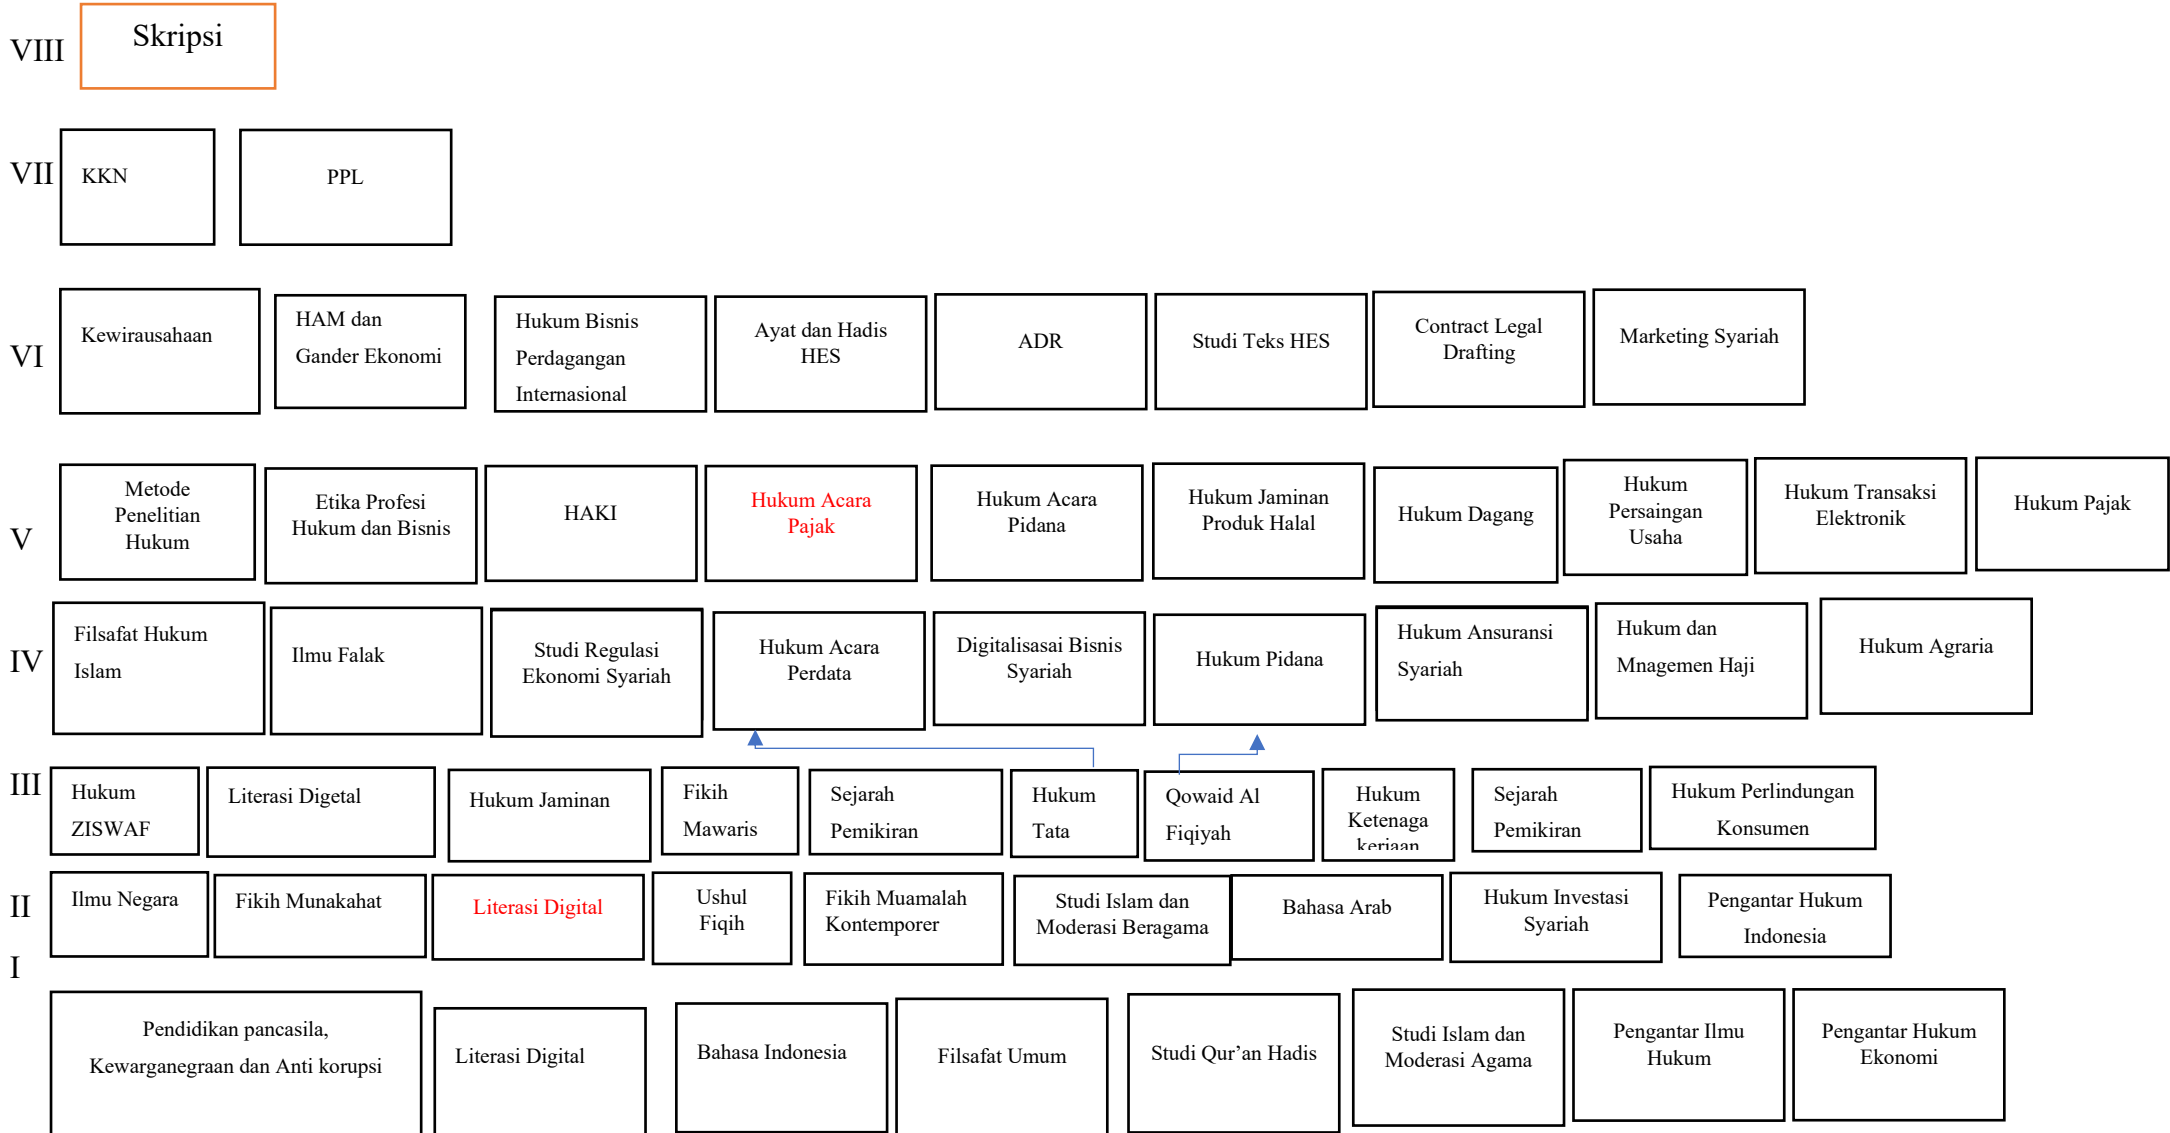 VIII
Skripsi
VII
KKN
PPL
VI
Kewirausahaan
HAM dan
Gander Ekonomi
Hukum Bisnis
Perdagangan
Internasional
Ayat dan Hadis
HES
ADR
Studi Teks HES
Contract Legal
Drafting
Marketing Syariah
V
Metode
Penelitian
Hukum
Etika Profesi
Hukum dan Bisnis
HAKI
Hukum Acara
Pajak
Hukum Acara
Pidana
Hukum Jaminan
Produk Halal
Hukum Dagang
Hukum
Persaingan
Usaha
Hukum Transaksi
Elektronik
Hukum Pajak
IV
Filsafat Hukum
Islam
Ilmu Falak
Studi Regulasi
Ekonomi Syariah
Hukum Acara
Perdata
Digitalisasai Bisnis
Syariah
Hukum Pidana
Hukum Ansuransi
Syariah
Hukum dan
Mnagemen Haji
Hukum Agraria
III
Hukum
ZISWAF
Literasi Digetal
Hukum Jaminan
Fikih
Mawaris
Sejarah
Pemikiran
Hukum
Tata
Qowaid Al
Fiqiyah
Hukum
Ketenaga
kerjaan
Sejarah
Pemikiran
Hukum Perlindungan
Konsumen
II
Ilmu Negara
Fikih Munakahat
Literasi Digital
Ushul
Fiqih
Fikih Muamalah
Kontemporer
Studi Islam dan
Moderasi Beragama
Bahasa Arab
Hukum Investasi
Syariah
Pengantar Hukum
Indonesia
I
Pendidikan pancasila,
Kewarganegraan dan Anti korupsi
Literasi Digital
Bahasa Indonesia
Filsafat Umum
Studi Qur’an Hadis
Studi Islam dan
Moderasi Agama
Pengantar Ilmu
Hukum
Pengantar Hukum
Ekonomi